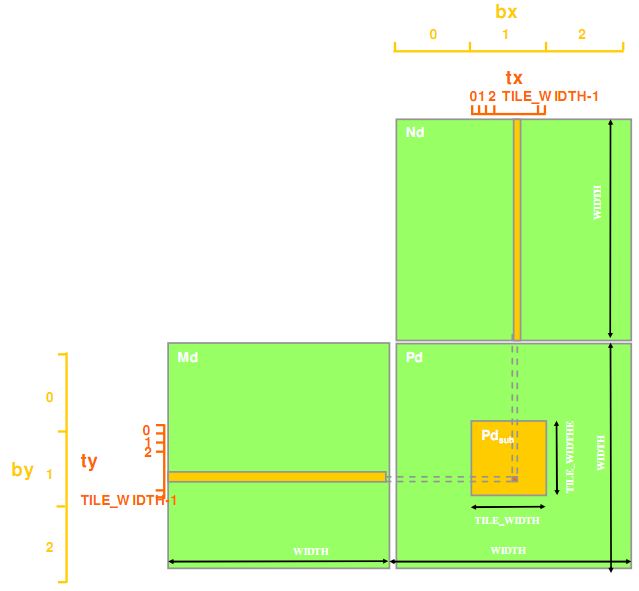 bx
0 1 2
tx
0 1 2 TILE_WIDTH-1
Nd
WIDTH
Md
Pd
0
1
2
by
ty
0
1
2
TILE_WIDTH-1
Pdsub
TILE_WIDTHE
WIDTH
TILE_WIDTH
WIDTH
WIDTH